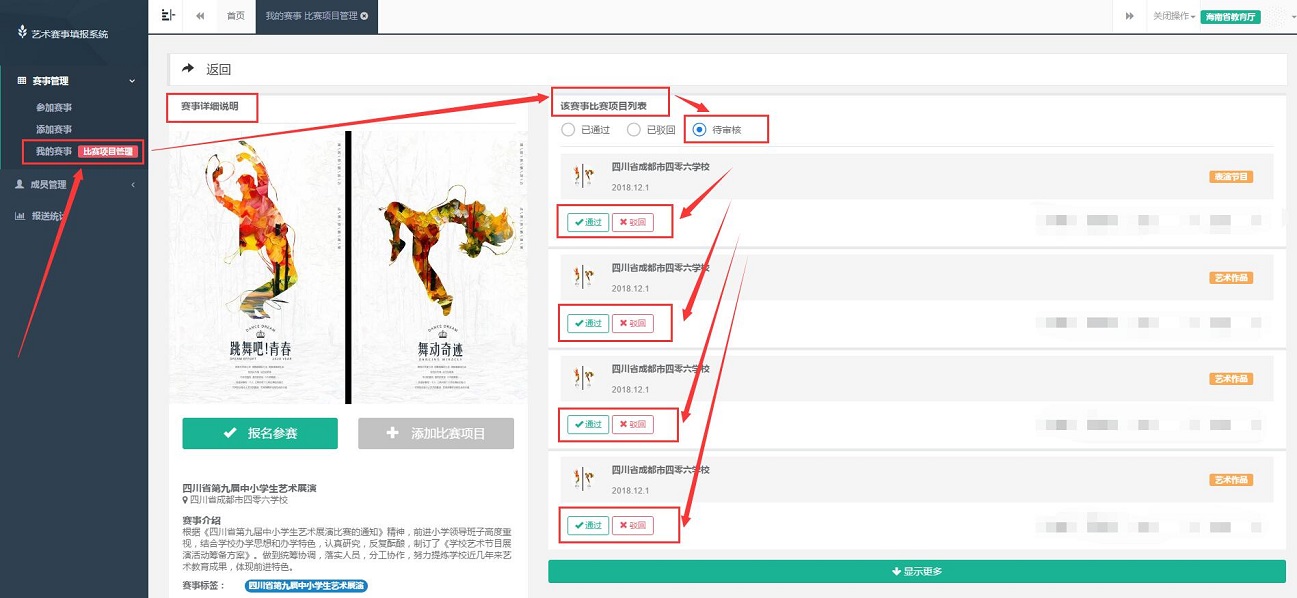 艺术赛事填报系统
赛事管理
参加赛事
添加赛事
我的赛事 比赛项目管理
成员管理
报送统计
首页
我的赛事 比赛项目管理
关闭操作
海南省教育厅
返回
赛事详细说明
DANCE DREAM
跳舞吧!青春
DANCE DREAM
舞动奇迹
DANCING MIRACLE
报名参赛
添加比赛项目
四川省第九届中小学生艺术展演
四川省成都市四零六学校
赛事介绍
根据《四川省第九届中小学生艺术展演比赛的通知》精神，前进小学领导班子高度重
视，结合学校办学思想和办学特色，认真研究，反复酝酿，制订了《学校艺术节目展
演活动筹备方案》。做到统筹协调，落实人员，分工协作，努力提炼学校近几年来艺
术教育成果，体现前进特色。
赛事标签：
四川省第九届中小学生艺术展演
该赛事比赛项目列表
已通过 已驳回 待审核
四川省成都市四零六学校
2018.12.1
表演节目
通过 驳回
四川省成都市四零六学校
2018.12.1
艺术作品
通过 驳回
四川省成都市四零六学校
2018.12.1
艺术作品
通过 驳回
四川省成都市四零六学校
2018.12.1
艺术作品
通过 驳回
显示更多